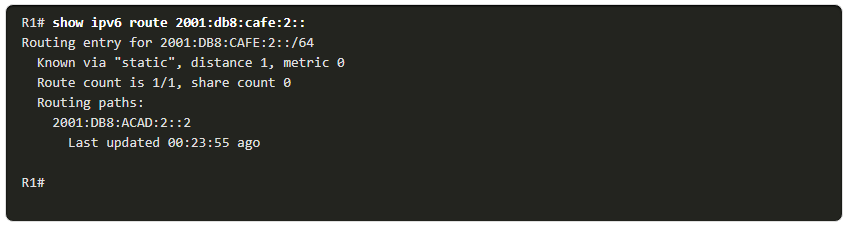 R1# show ipv6 route 2001:db8:cafe:2::
Routing entry for 2001:DB8:CAFE:2::/64
  Known via "static", distance 1, metric 0
  Route count is 1/1, share count 0
  Routing paths:
    2001:DB8:ACAD:2::2
      Last updated 00:23:55 ago
R1#